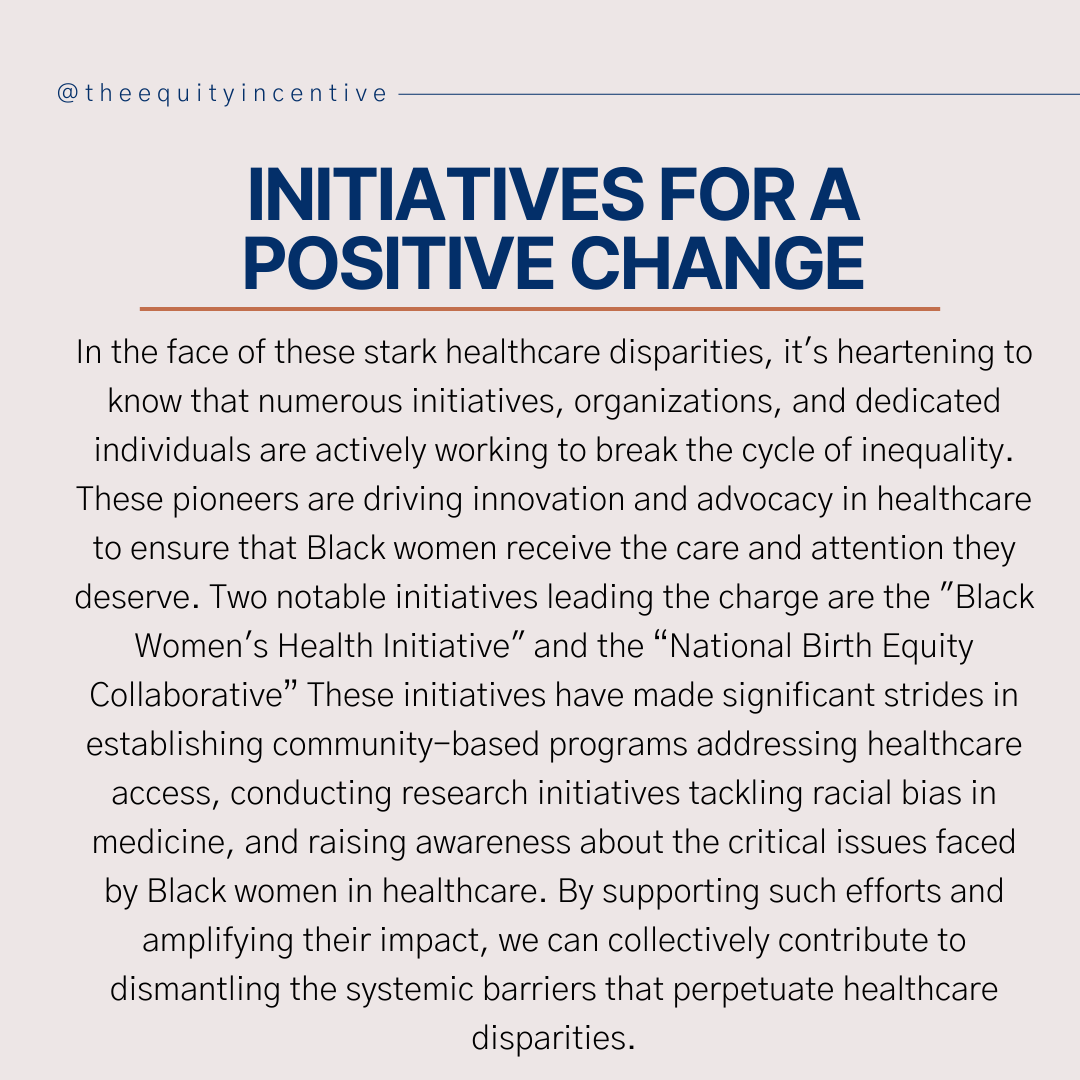 @theequityincentive
INITIATIVES FOR A
POSITIVE CHANGE
In the face of these stark healthcare disparities, it's heartening to
know that numerous initiatives, organizations, and dedicated
individuals are actively working to break the cycle of inequality.
These pioneers are driving innovation and advocacy in healthcare
to ensure that Black women receive the care and attention they
deserve. Two notable initiatives leading the charge are the "Black
Women's Health Initiative" and the “National Birth Equity
Collaborative” These initiatives have made significant strides in
establishing community-based programs addressing healthcare
access, conducting research initiatives tackling racial bias in
medicine, and raising awareness about the critical issues faced
by Black women in healthcare. By supporting such efforts and
amplifying their impact, we can collectively contribute to
dismantling the systemic barriers that perpetuate healthcare
disparities.